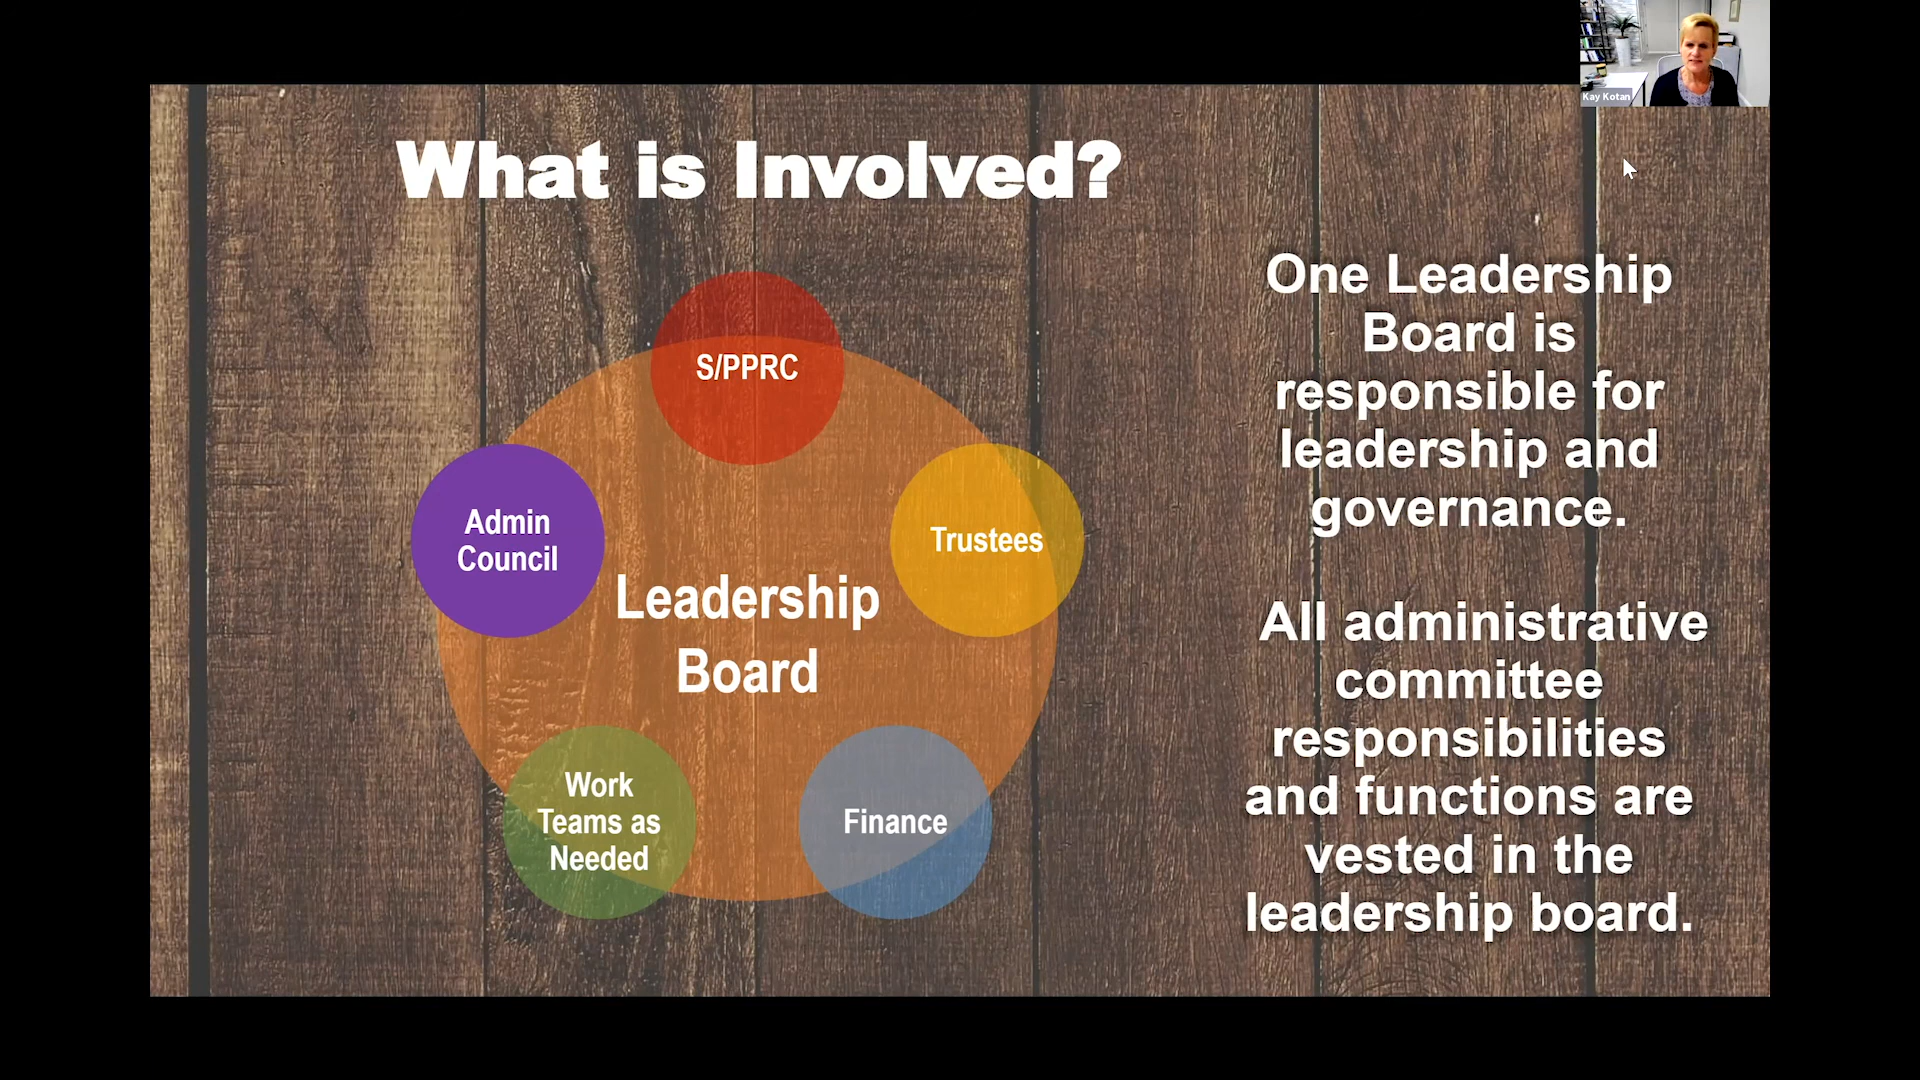 Kay Kotan
What is Involved?
S/PPRC
Admin
Council
Trustees
Leadership
Board
Work
Teams as
Needed
Finance
One Leadership
Board is
responsible for
leadership and
governance.
All administrative
committee
responsibilities
and functions are
vested in the
leadership board.